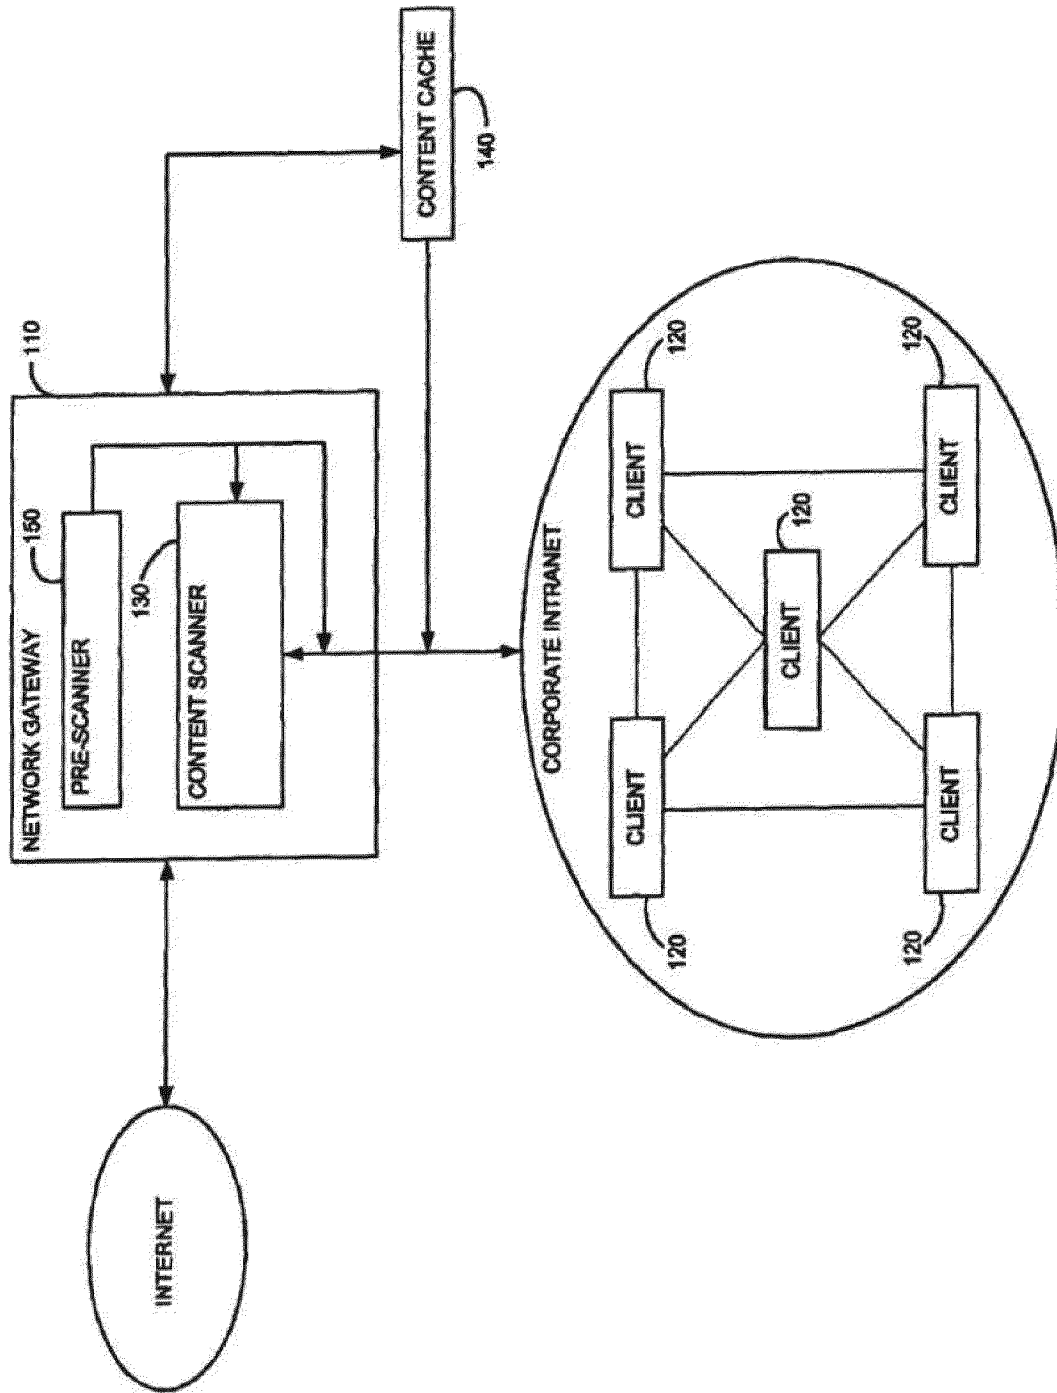 INTERNET
NETWORK GATEWAY
110
PRE-SCANNER
150
130
CONTENT SCANNER
CONTENT CACHE
140
CORPORATE INTRANET
120
CLIENT
CLIENT
120
CLIENT
120
120
CLIENT
CLIENT
120